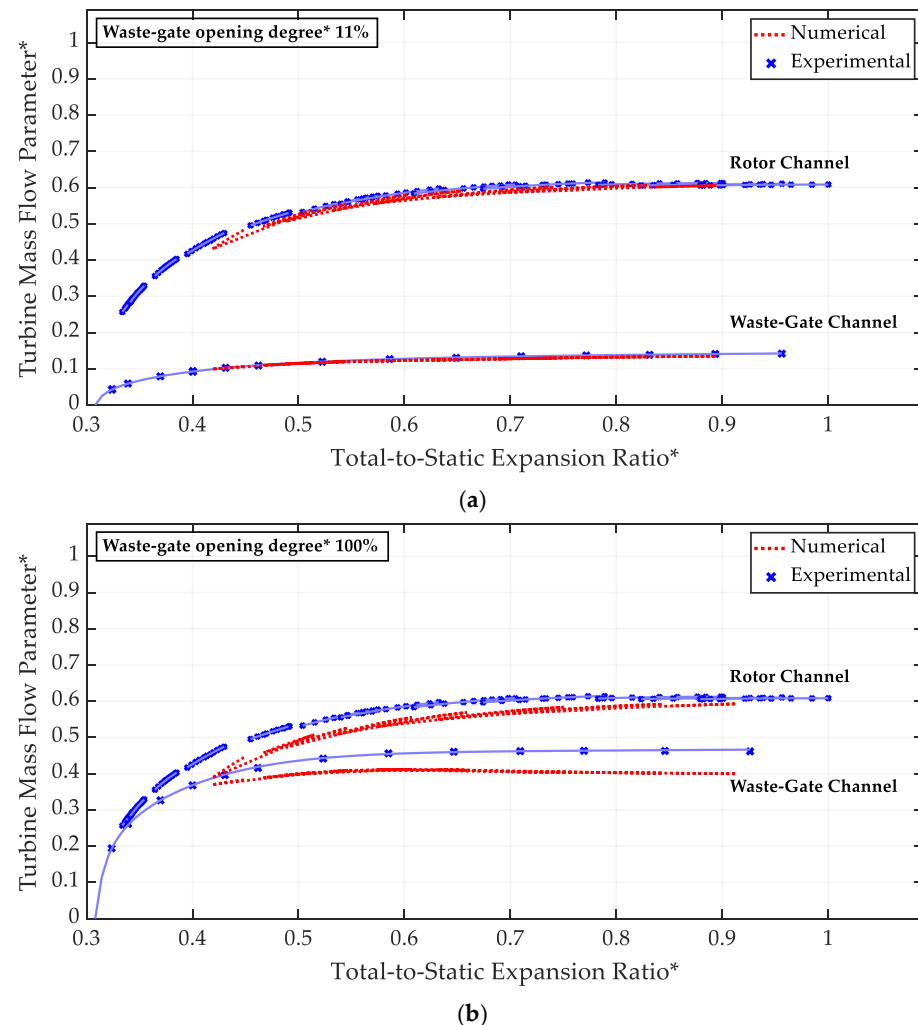 Waste-gate opening degree* 11%
Numerical
Experimental
Rotor Channel
Waste-Gate Channel
Turbine Mass Flow Parameter*
1
0.9
0.8
0.7
0.6
0.5
0.4
0.3
0.2
0.1
0
0.3 0.4 0.5 0.6 0.7 0.8 0.9 1
Total-to-Static Expansion Ratio*
(a)
Waste-gate opening degree* 100%
Numerical
Experimental
Rotor Channel
Waste-Gate Channel
Turbine Mass Flow Parameter*
1
0.9
0.8
0.7
0.6
0.5
0.4
0.3
0.2
0.1
0
0.3 0.4 0.5 0.6 0.7 0.8 0.9 1
Total-to-Static Expansion Ratio*
(b)